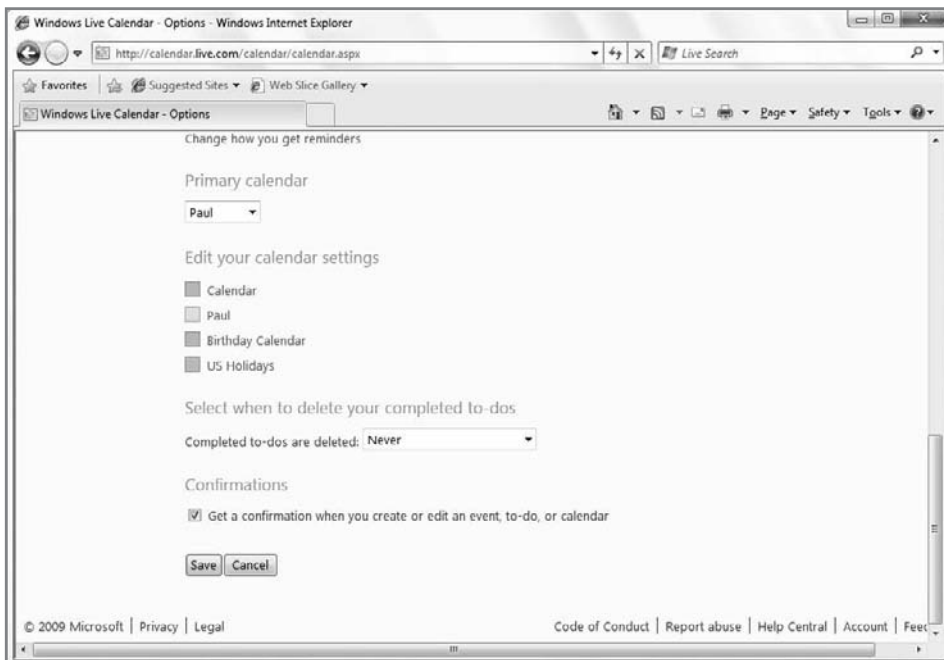 Windows Live Calendar - Options - Windows Internet Explorer
http://calendar.live.com/calendar/calendar.aspx
Live Search
Favorites
Suggested Sites
Web Slice Gallery
Windows Live Calendar - Options
Page
Safety
Tools
Change how you get reminders
Primary calendar
Paul
Edit your calendar settings
Calendar
Paul
Birthday Calendar
US Holidays
Select when to delete your completed to-dos
Completed to-dos are deleted: Never
Confirmations
Get a confirmation when you create or edit an event, to-do, or calendar
Save Cancel
© 2009 Microsoft | Privacy | Legal
Code of Conduct | Report abuse | Help Central | Account | Feed